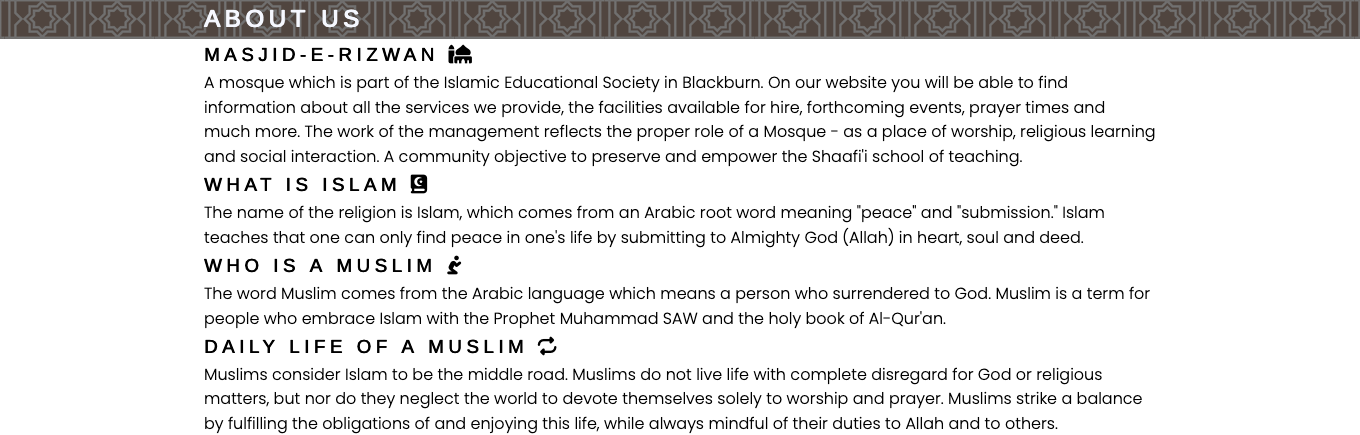 ABOUT US
MASJID-E-RIZWAN
A mosque which is part of the Islamic Educational Society in Blackburn. On our website you will be able to find
information about all the services we provide, the facilities available for hire, forthcoming events, prayer times and
much more. The work of the management reflects the proper role of a Mosque - as a place of worship, religious learning
and social interaction. A community objective to preserve and empower the Shaafi'i school of teaching.
WHAT IS ISLAM
The name of the religion is Islam, which comes from an Arabic root word meaning "peace" and "submission." Islam
teaches that one can only find peace in one's life by submitting to Almighty God (Allah) in heart, soul and deed.
WHO IS A MUSLIM
The word Muslim comes from the Arabic language which means a person who surrendered to God. Muslim is a term for
people who embrace Islam with the Prophet Muhammad SAW and the holy book of Al-Qur'an.
DAILY LIFE OF A MUSLIM
Muslims consider Islam to be the middle road. Muslims do not live life with complete disregard for God or religious
matters, but nor do they neglect the world to devote themselves solely to worship and prayer. Muslims strike a balance
by fulfilling the obligations of and enjoying this life, while always mindful of their duties to Allah and to others.